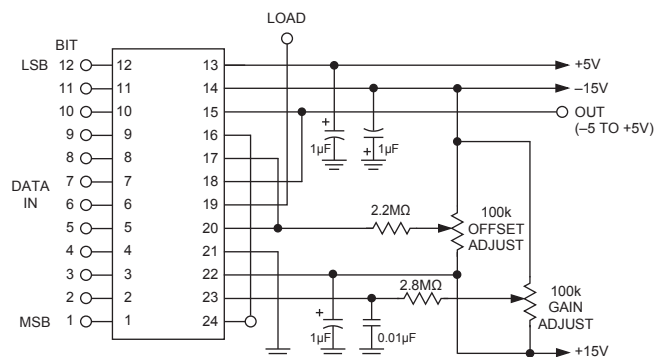 LOAD
BIT
LSB 12 12 13 +5V
11 11 14 –15V
10 10 15 OUT
(–5 TO +5V)
9 9 16
+ 1µF + 1µF
8 8 17
DATA
IN
7 7 18
6 6 19
2.2MΩ
100k
OFFSET
ADJUST
5 5 20
4 4 21
3 3 22
2.8MΩ
2 2 23
100k
GAIN
ADJUST
MSB 1 1 24
+ 1µF 0.01µF
+15V